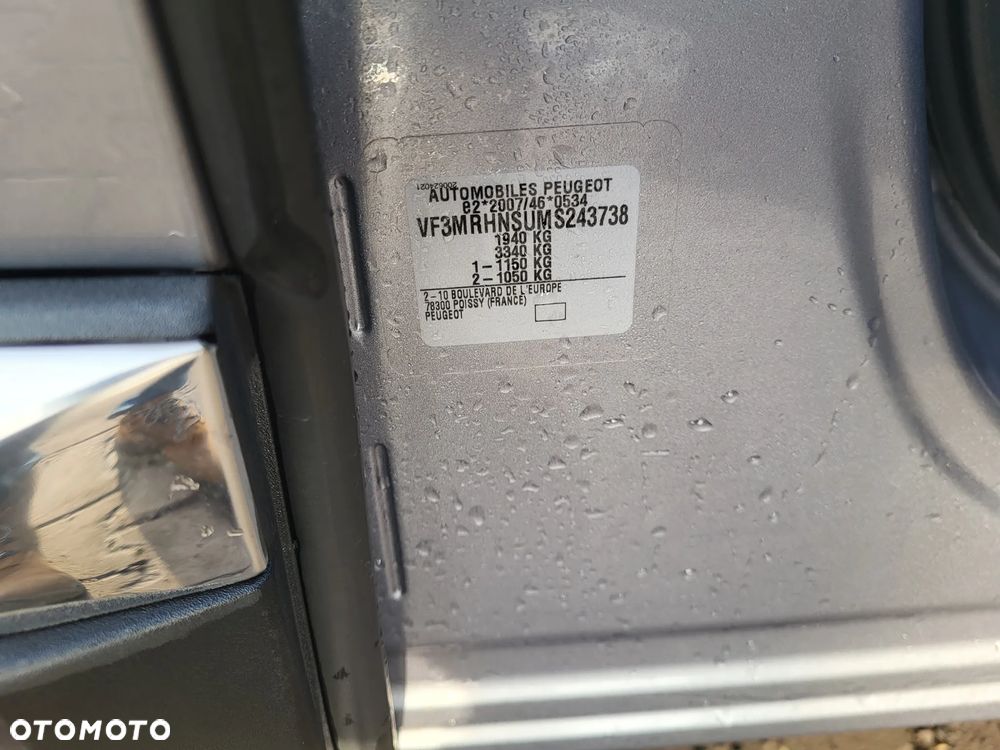 200624021
AUTOMOBILES PEUGEOT
e2*2007/46*0534
VF3MRHNSUMS243738
1940 KG
3340 KG
1-1150 KG
2-1050 KG
2-10 BOULEVARD DE L'EUROPE
78300 POISSY (FRANCE)
PEUGEOT
OTOMOTO